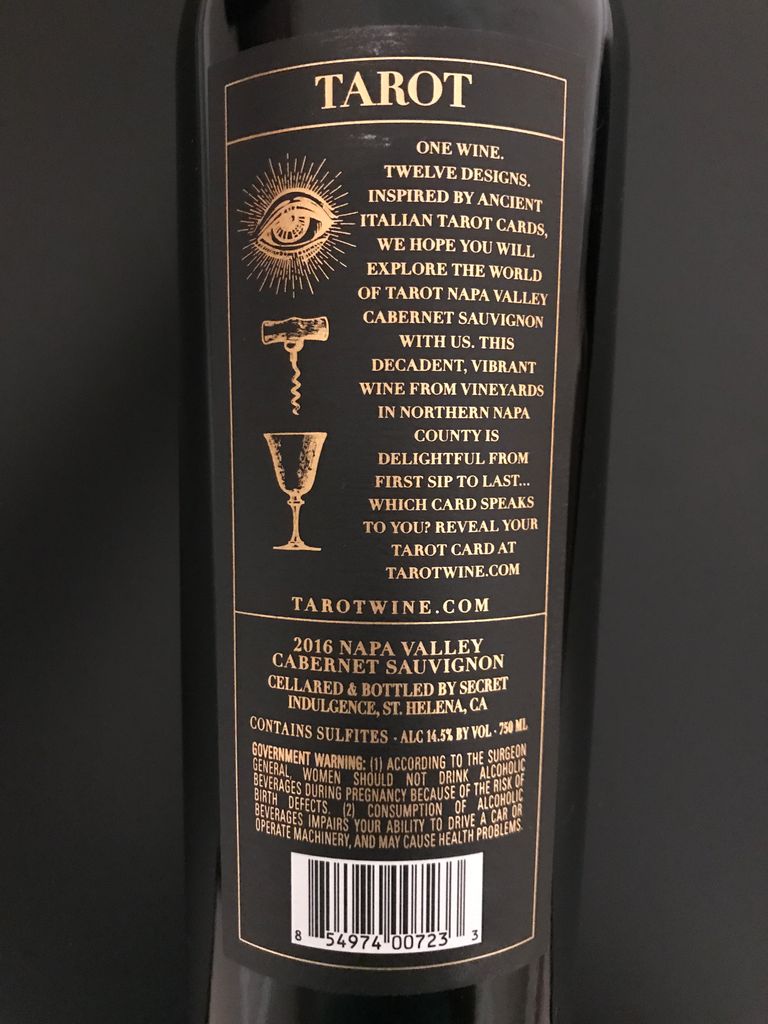 TAROT
ONE WINE.
TWELVE DESIGNS.
INSPIRED BY ANCIENT
ITALIAN TAROT CARDS,
WE HOPE YOU WILL
EXPLORE THE WORLD
OF TAROT NAPA VALLEY
CABERNET SAUVIGNON
WITH US. THIS
DECADENT, VIBRANT
WINE FROM VINEYARDS
IN NORTHERN NAPA
COUNTY IS
DELIGHTFUL FROM
FIRST SIP TO LAST...
WHICH CARD SPEAKS
TO YOU? REVEAL YOUR
TAROT CARD AT
TAROTWINE.COM
TAROTWINE.COM
2016 NAPA VALLEY
CABERNET SAUVIGNON
CELLARED & BOTTLED BY SECRET
INDULGENCE, ST. HELENA, CA
CONTAINS SULFITES · ALC 14.5% BY VOL · 750 ML
GOVERNMENT WARNING: (1) ACCORDING TO THE SURGEON
GENERAL, WOMEN SHOULD NOT DRINK ALCOHOLIC
BEVERAGES DURING PREGNANCY BECAUSE OF THE RISK OF
BIRTH DEFECTS. (2) CONSUMPTION OF ALCOHOLIC
BEVERAGES IMPAIRS YOUR ABILITY TO DRIVE A CAR OR
OPERATE MACHINERY, AND MAY CAUSE HEALTH PROBLEMS.
8 54974 00723 3